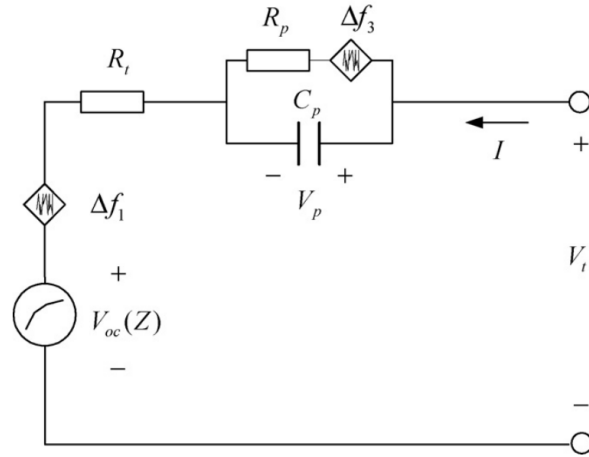 R_p Δf_3
R_t
C_p
I
+
− V_p +
Δf_1
V_t
+
V_oc(Z)
−
−